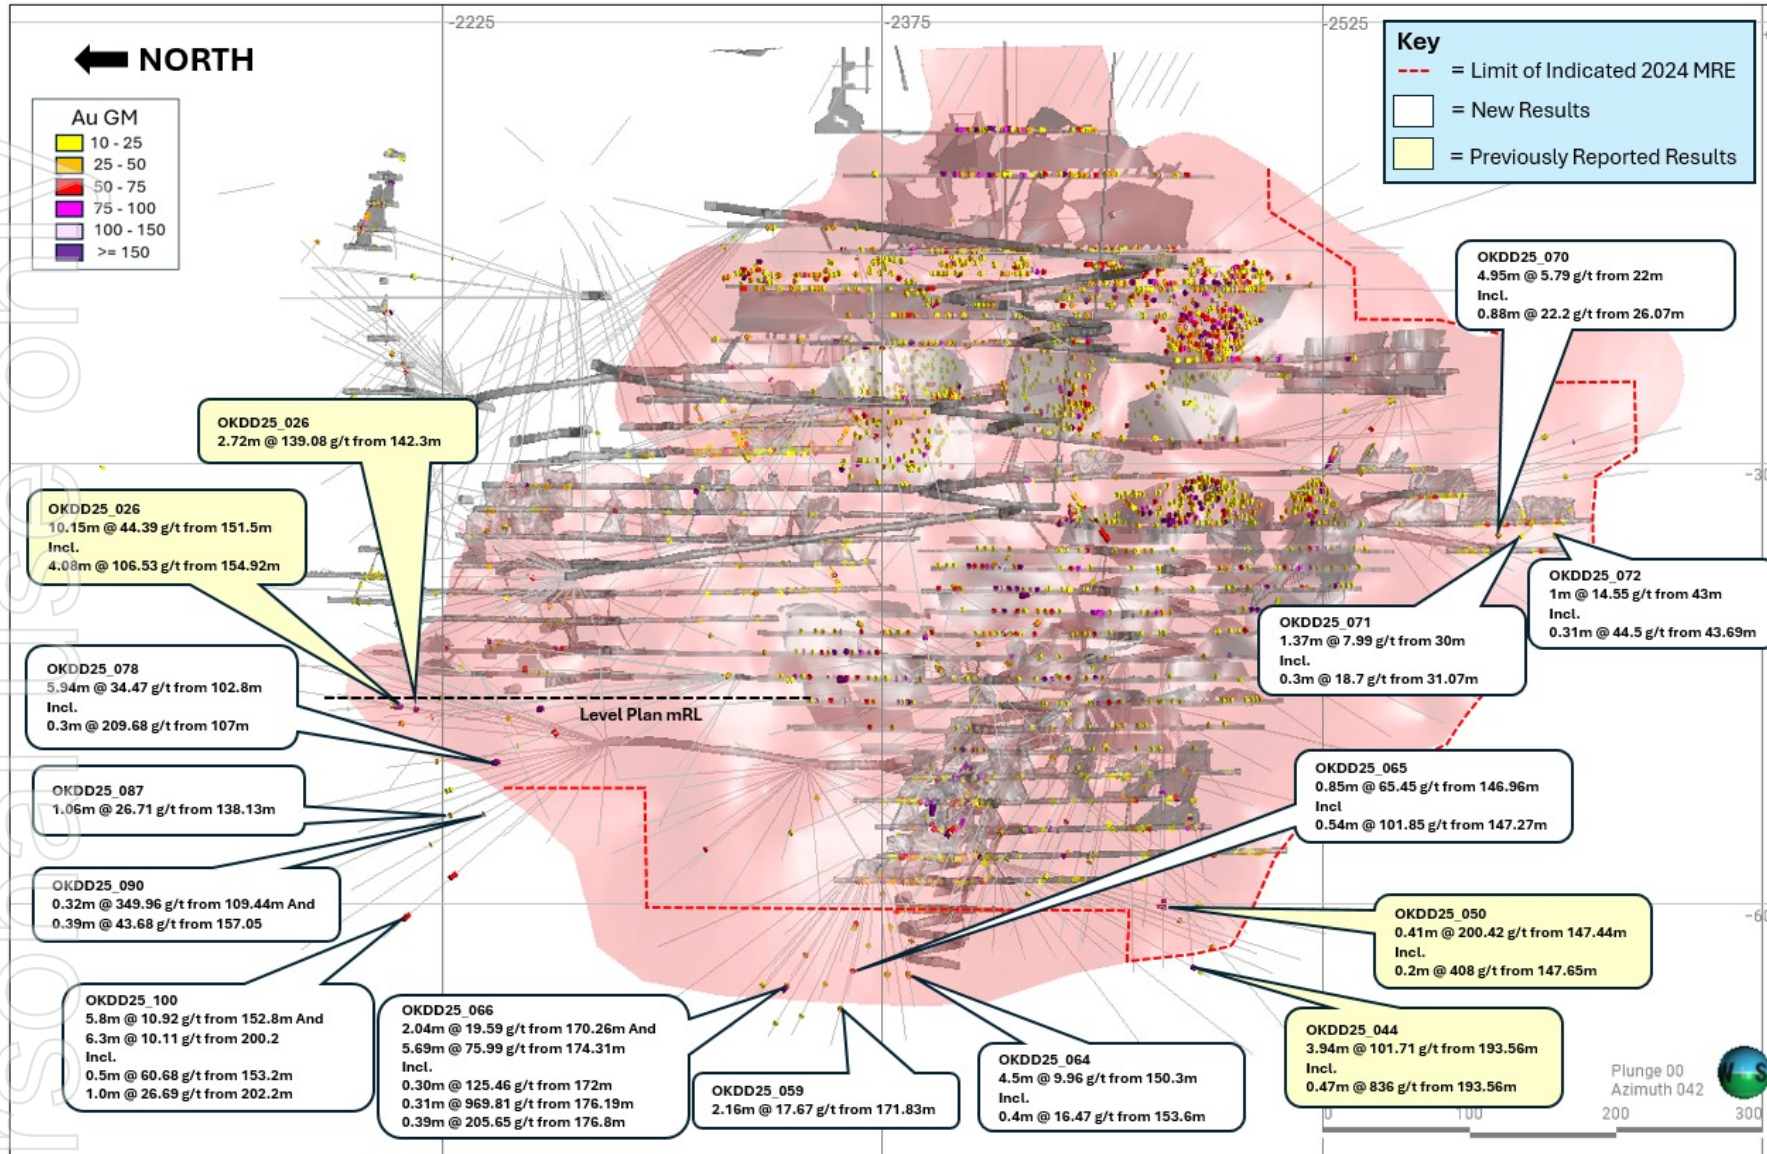 -2225
-2375
-2525
NORTH
Key
= Limit of Indicated 2024 MRE
= New Results
= Previously Reported Results
Au GM
10 - 25
25 - 50
50 - 75
75 - 100
100 - 150
>= 150
OKDD25_070
4.95m @ 5.79 g/t from 22m
Incl.
0.88m @ 22.2 g/t from 26.07m
OKDD25_026
2.72m @ 139.08 g/t from 142.3m
OKDD25_026
10.15m @ 44.39 g/t from 151.5m
Incl.
4.08m @ 106.53 g/t from 154.92m
OKDD25_072
1m @ 14.55 g/t from 43m
Incl.
0.31m @ 44.5 g/t from 43.69m
OKDD25_071
1.37m @ 7.99 g/t from 30m
Incl.
0.3m @ 18.7 g/t from 31.07m
OKDD25_078
5.94m @ 34.47 g/t from 102.8m
Incl.
0.3m @ 209.68 g/t from 107m
Level Plan mRL
OKDD25_087
1.06m @ 26.71 g/t from 138.13m
OKDD25_065
0.85m @ 65.45 g/t from 146.96m
Incl
0.54m @ 101.85 g/t from 147.27m
OKDD25_090
0.32m @ 349.96 g/t from 109.44m And
0.39m @ 43.68 g/t from 157.05
OKDD25_050
0.41m @ 200.42 g/t from 147.44m
Incl.
0.2m @ 408 g/t from 147.65m
OKDD25_100
5.8m @ 10.92 g/t from 152.8m And
6.3m @ 10.11 g/t from 200.2
Incl.
0.5m @ 60.68 g/t from 153.2m
1.0m @ 26.69 g/t from 202.2m
OKDD25_066
2.04m @ 19.59 g/t from 170.26m And
5.69m @ 75.99 g/t from 174.31m
Incl.
0.30m @ 125.46 g/t from 172m
0.31m @ 969.81 g/t from 176.19m
0.39m @ 205.65 g/t from 176.8m
OKDD25_059
2.16m @ 17.67 g/t from 171.83m
OKDD25_064
4.5m @ 9.96 g/t from 150.3m
Incl.
0.4m @ 16.47 g/t from 153.6m
OKDD25_044
3.94m @ 101.71 g/t from 193.56m
Incl.
0.47m @ 836 g/t from 193.56m
Plunge 00
Azimuth 042
W S
0 100 200 300